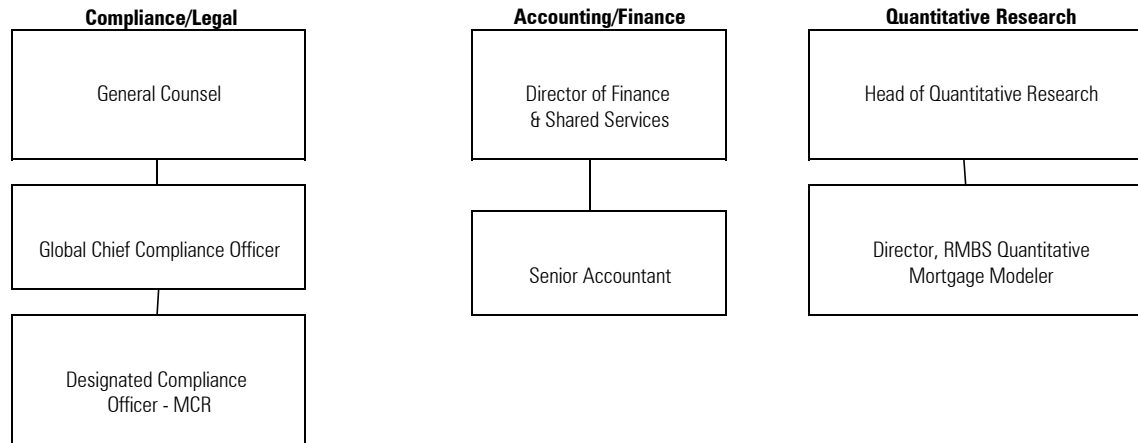 Compliance/Legal
General Counsel
Global Chief Compliance Officer
Designated Compliance
Officer - MCR
Accounting/Finance
Director of Finance
& Shared Services
Senior Accountant
Quantitative Research
Head of Quantitative Research
Director, RMBS Quantitative
Mortgage Modeler